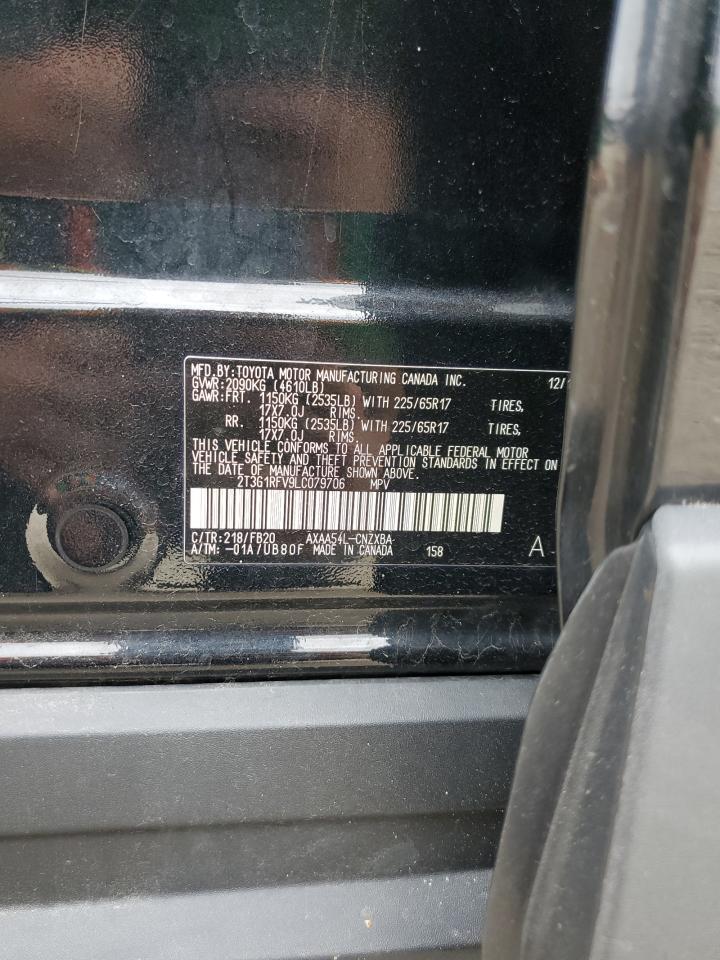 MFD.BY:TOYOTA MOTOR MANUFACTURING CANADA INC. 12/1
GVWR:2090KG (4610LB)
GAWR:FRT. 1150KG (2535LB) WITH 225/65R17 TIRES,
17X7.0J RIMS.
RR. 1150KG (2535LB) WITH 225/65R17 TIRES,
17X7.0J RIMS.
THIS VEHICLE CONFORMS TO ALL APPLICABLE FEDERAL MOTOR
VEHICLE SAFETY AND THEFT PREVENTION STANDARDS IN EFFECT ON
THE DATE OF MANUFACTURE SHOWN ABOVE.
2T3G1RFV9LC079706 MPV
C/TR:218/FB20 AXAA54L-CNZXBA
A/TM:-01A/UB80F MADE IN CANADA 158 A